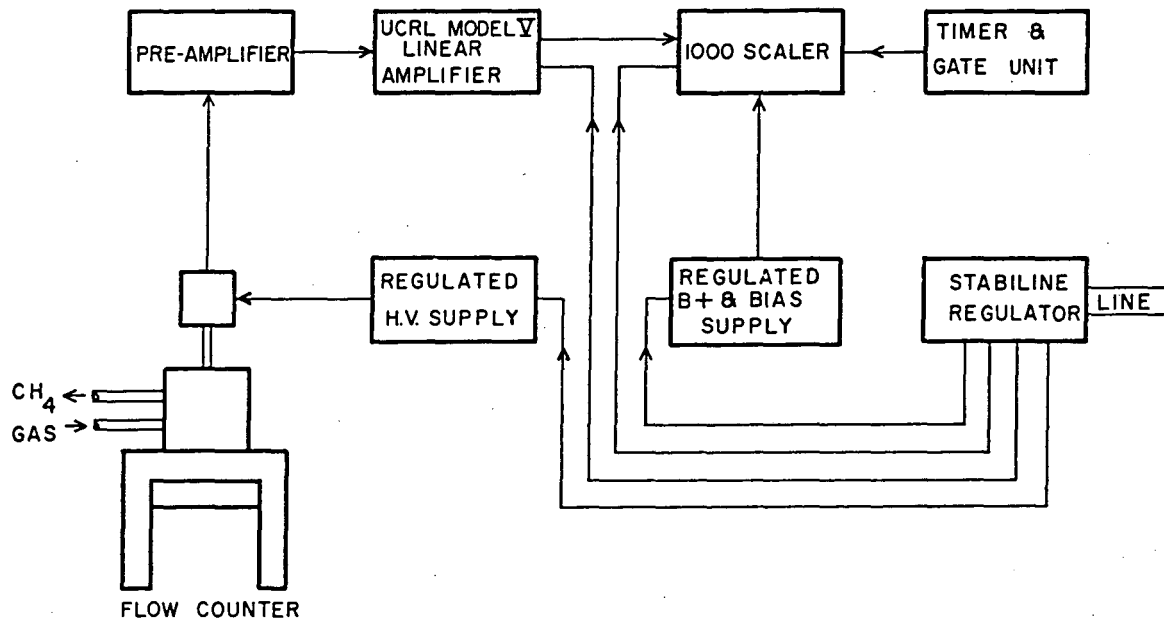 PRE-AMPLIFIER
UCRL MODEL V
LINEAR
AMPLIFIER
1000 SCALER
TIMER &
GATE UNIT
REGULATED
H.V. SUPPLY
REGULATED
B+ & BIAS
SUPPLY
STABILINE
REGULATOR
LINE
CH4
GAS
FLOW COUNTER